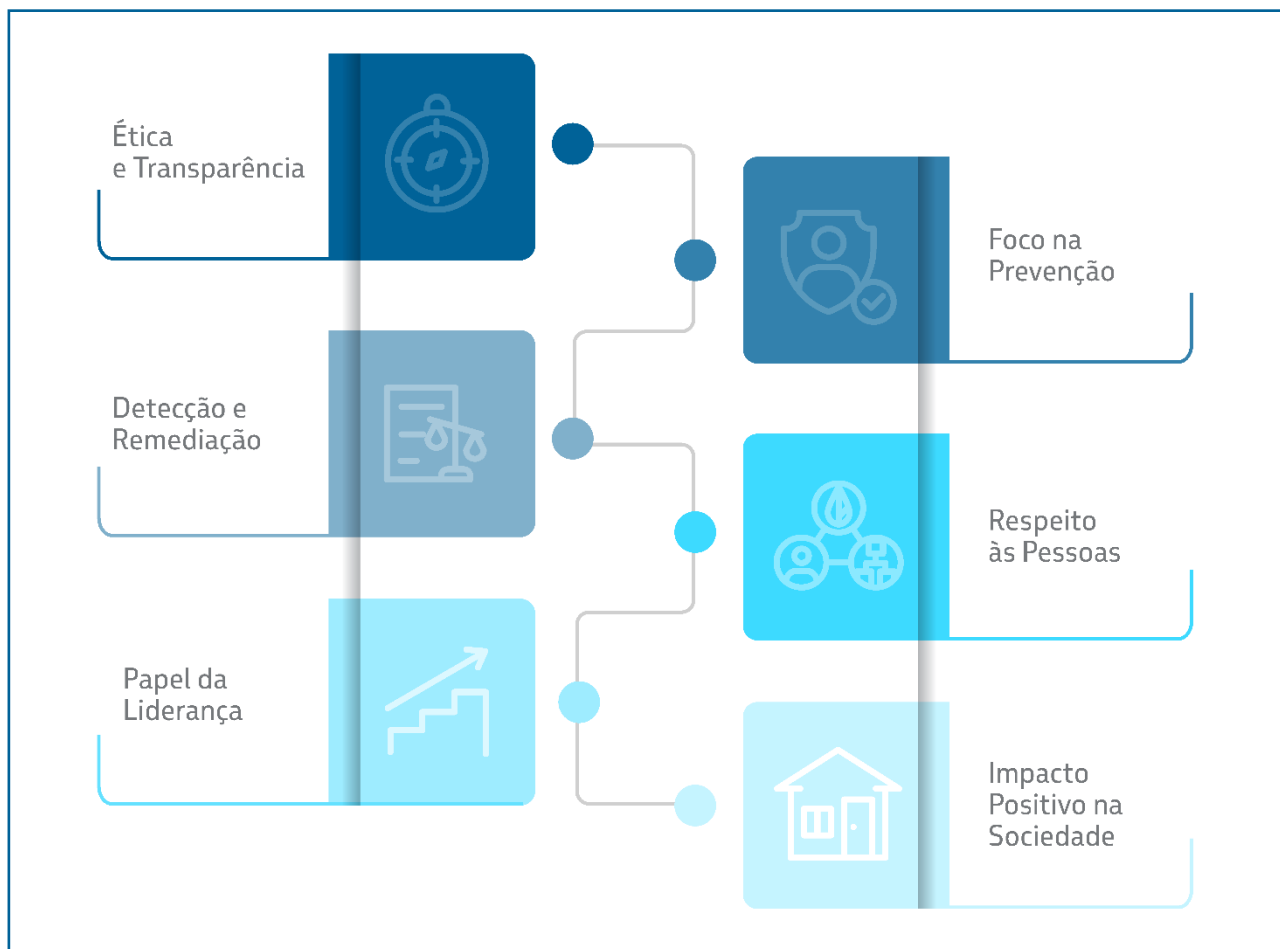 Ética
e Transparência
Foco na
Prevenção
Detecção e
Remediação
Respeito
às Pessoas
Papel da
Liderança
Impacto
Positivo na
Sociedade